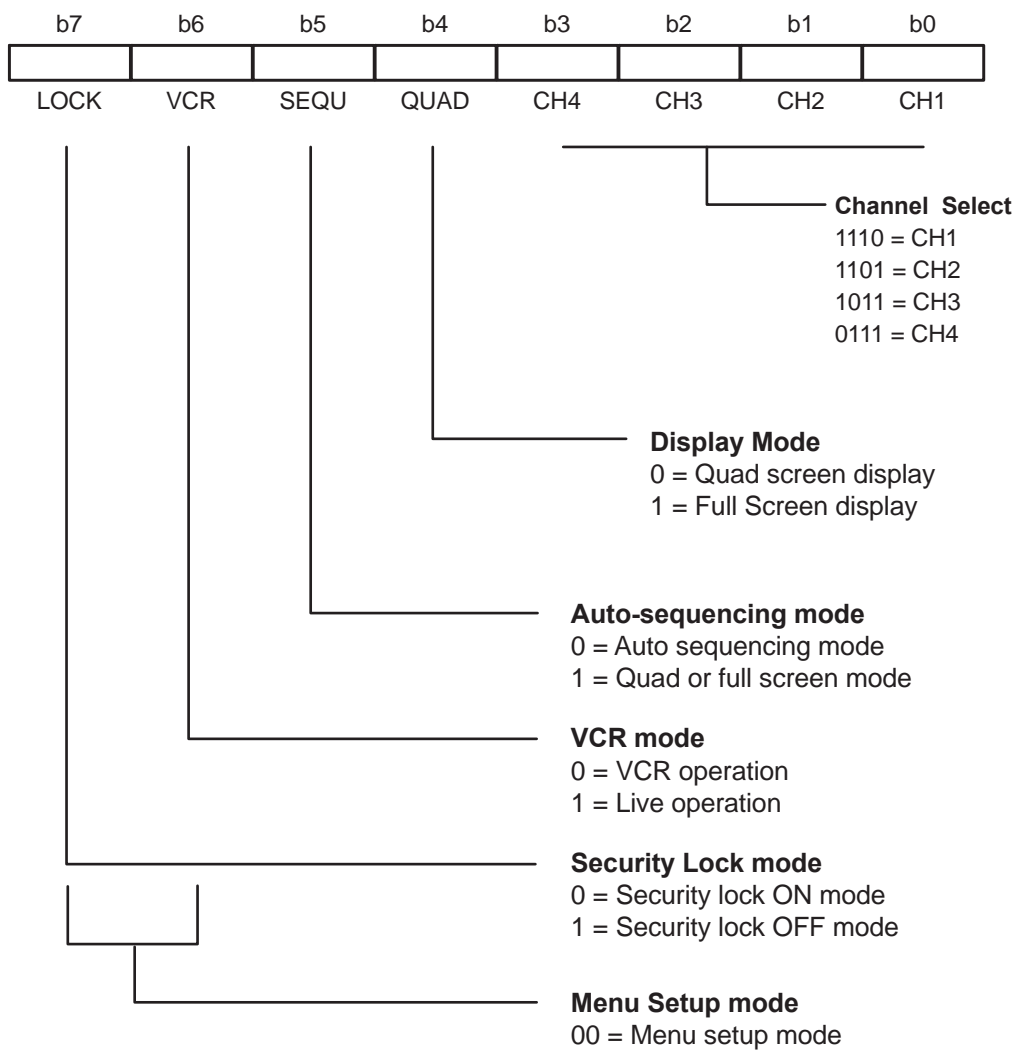 b7 b6 b5 b4 b3 b2 b1 b0
LOCK VCR SEQU QUAD CH4 CH3 CH2 CH1
Channel Select
1110 = CH1
1101 = CH2
1011 = CH3
0111 = CH4
Display Mode
0 = Quad screen display
1 = Full Screen display
Auto-sequencing mode
0 = Auto sequencing mode
1 = Quad or full screen mode
VCR mode
0 = VCR operation
1 = Live operation
Security Lock mode
0 = Security lock ON mode
1 = Security lock OFF mode
Menu Setup mode
00 = Menu setup mode